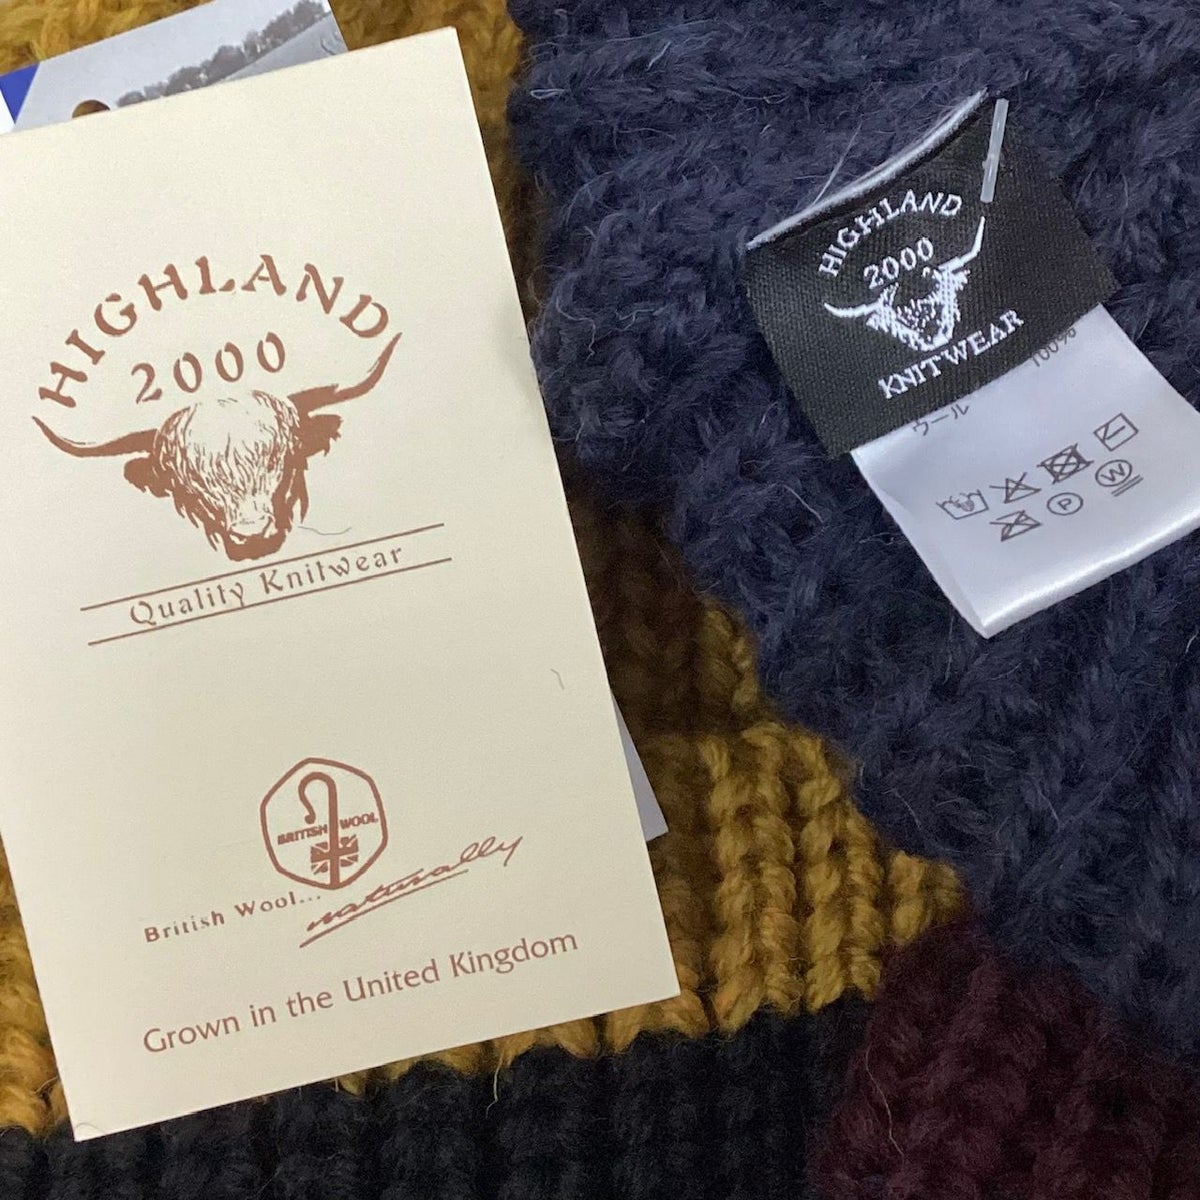 HIGHLAND
2000
Quality Knitwear
BRITISH WOOL
British Wool...
naturally
Grown in the United Kingdom
HIGHLAND
2000
KNITWEAR
ウール 100%
P
W